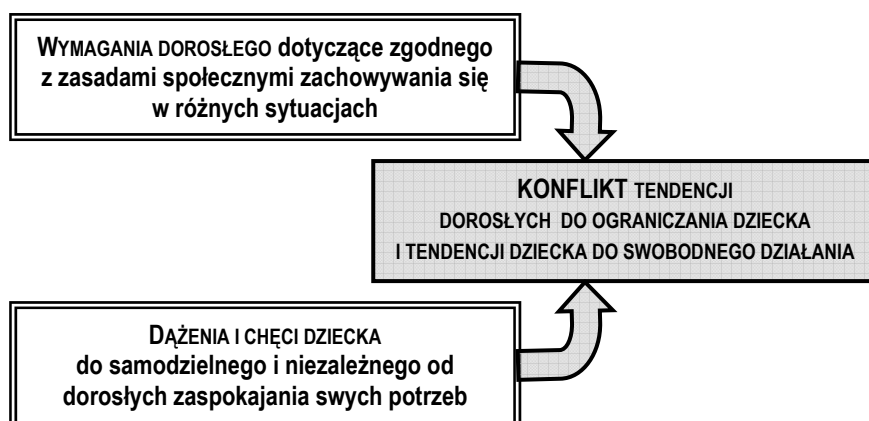 WYMAGANIA DOROSŁEGO dotyczące zgodnego
z zasadami społecznymi zachowywania się
w różnych sytuacjach
KONFLIKT TENDENCJI
DOROSŁYCH DO OGRANICZANIA DZIECKA
I TENDENCJI DZIECKA DO SWOBODNEGO DZIAŁANIA
DĄŻENIA I CHĘCI DZIECKA
do samodzielnego i niezależnego od
dorosłych zaspokajania swych potrzeb